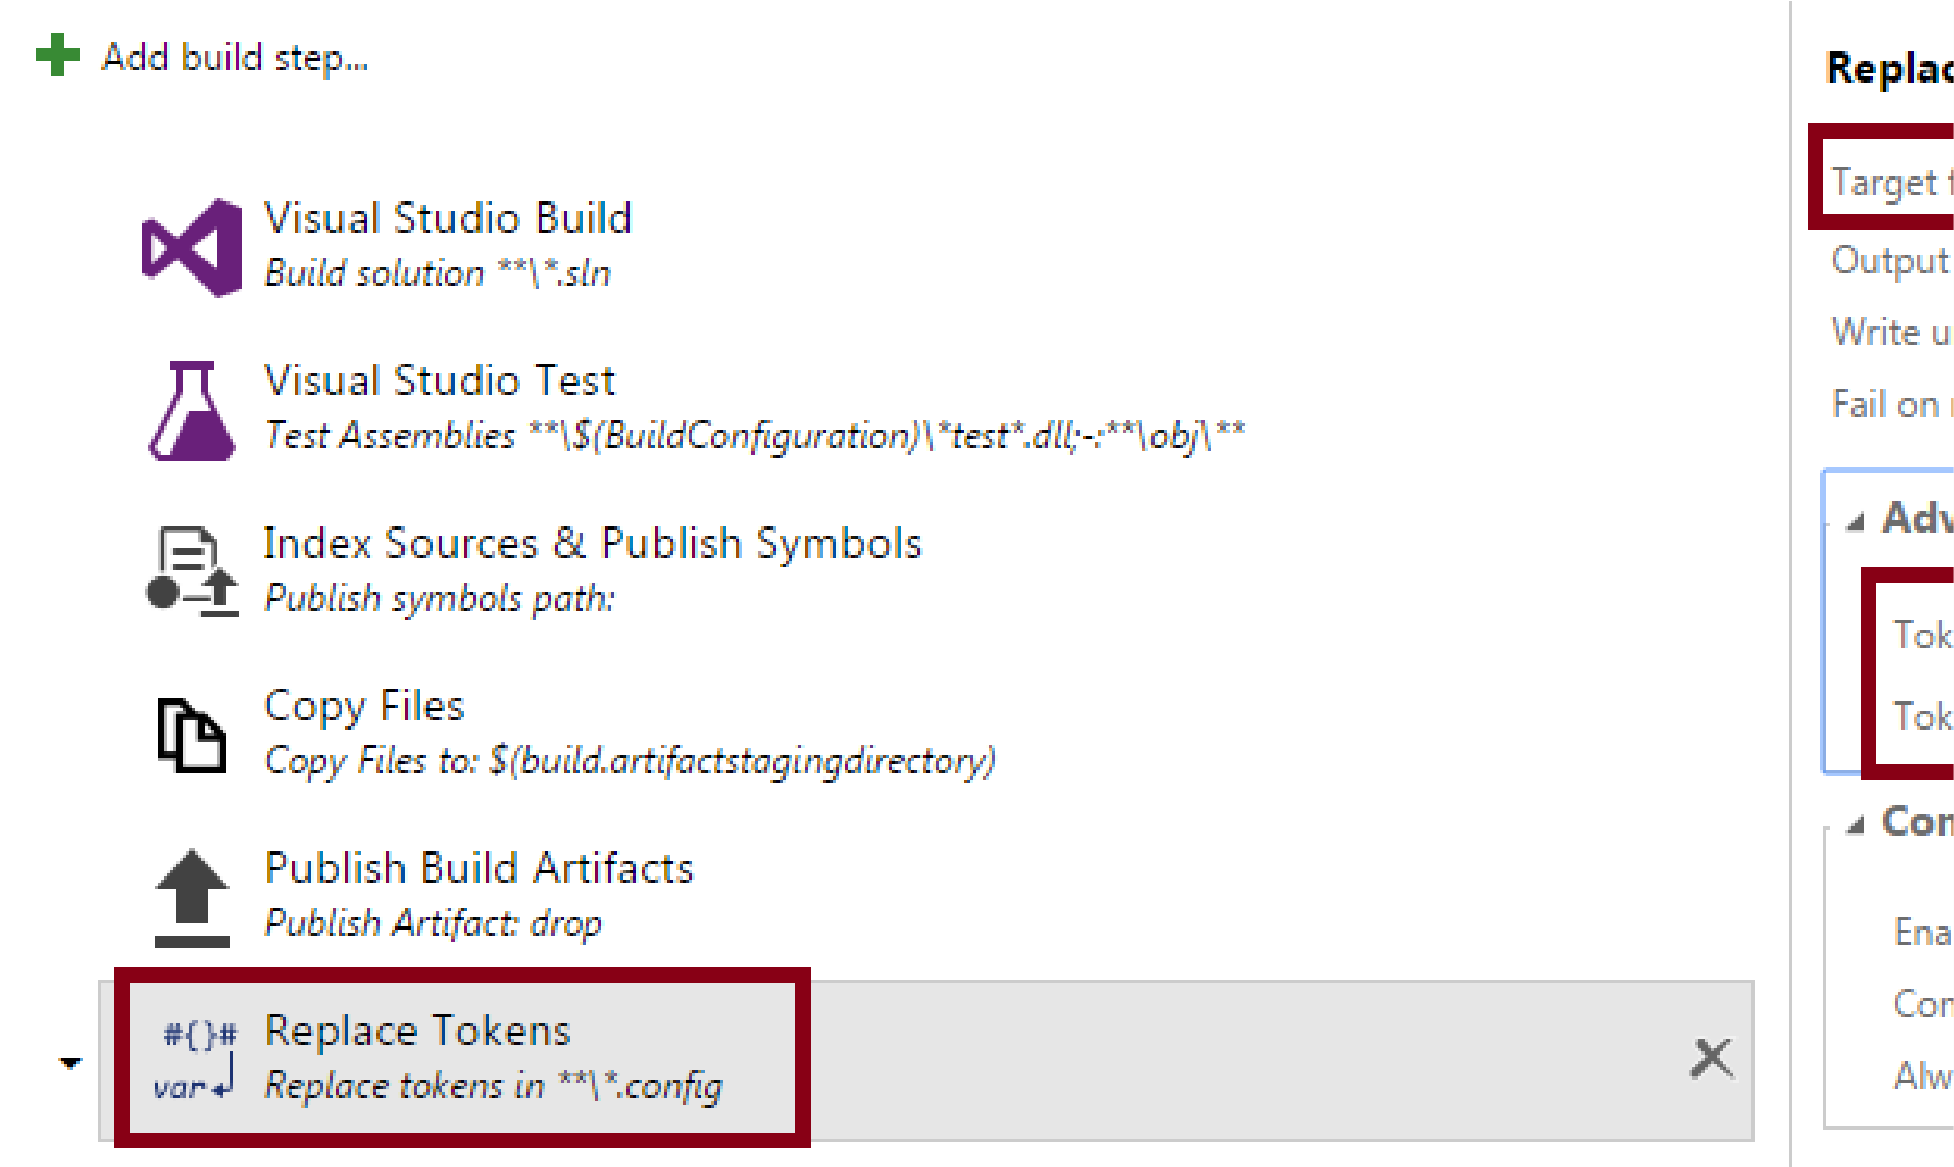 Add build step...
Visual Studio Build
Build solution **\*.sln
Visual Studio Test
Test Assemblies **\$(BuildConfiguration)\*test*.dll;-:**\obj\**
Index Sources & Publish Symbols
Publish symbols path:
Copy Files
Copy Files to: $(build.artifactstagingdirectory)
Publish Build Artifacts
Publish Artifact: drop
#{}# Replace Tokens
var Replace tokens in **\*.config
Replac
Target
Output
Write u
Fail on
Adv
Tok
Tok
Con
Ena
Con
Alw